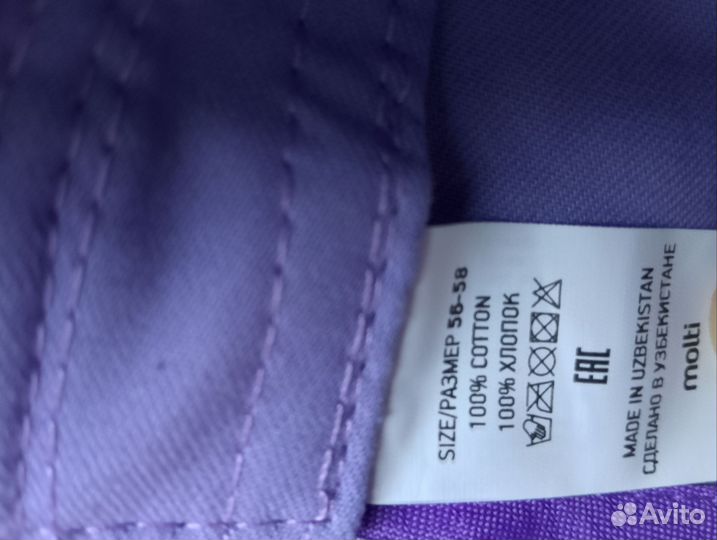 SIZE/РАЗМЕР 56-58
100% COTTON
100% ХЛОПОК
EAC
MADE IN UZBEKISTAN
СДЕЛАНО В УЗБЕКИСТАНЕ
molti
Avito